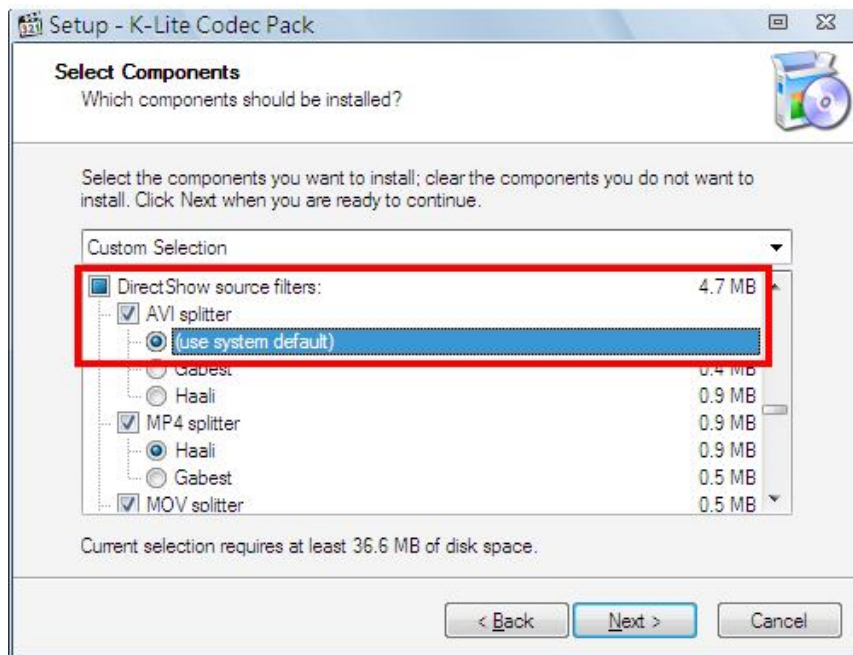 Setup - K-Lite Codec Pack
Select Components
Which components should be installed?
Select the components you want to install; clear the components you do not want to
install. Click Next when you are ready to continue.
Custom Selection
DirectShow source filters: 4.7 MB
AVI splitter
(use system default)
Gabest 0.4 MB
Haali 0.9 MB
MP4 splitter 0.9 MB
Haali 0.9 MB
Gabest 0.5 MB
MOV splitter 0.5 MB
Current selection requires at least 36.6 MB of disk space.
< Back Next > Cancel